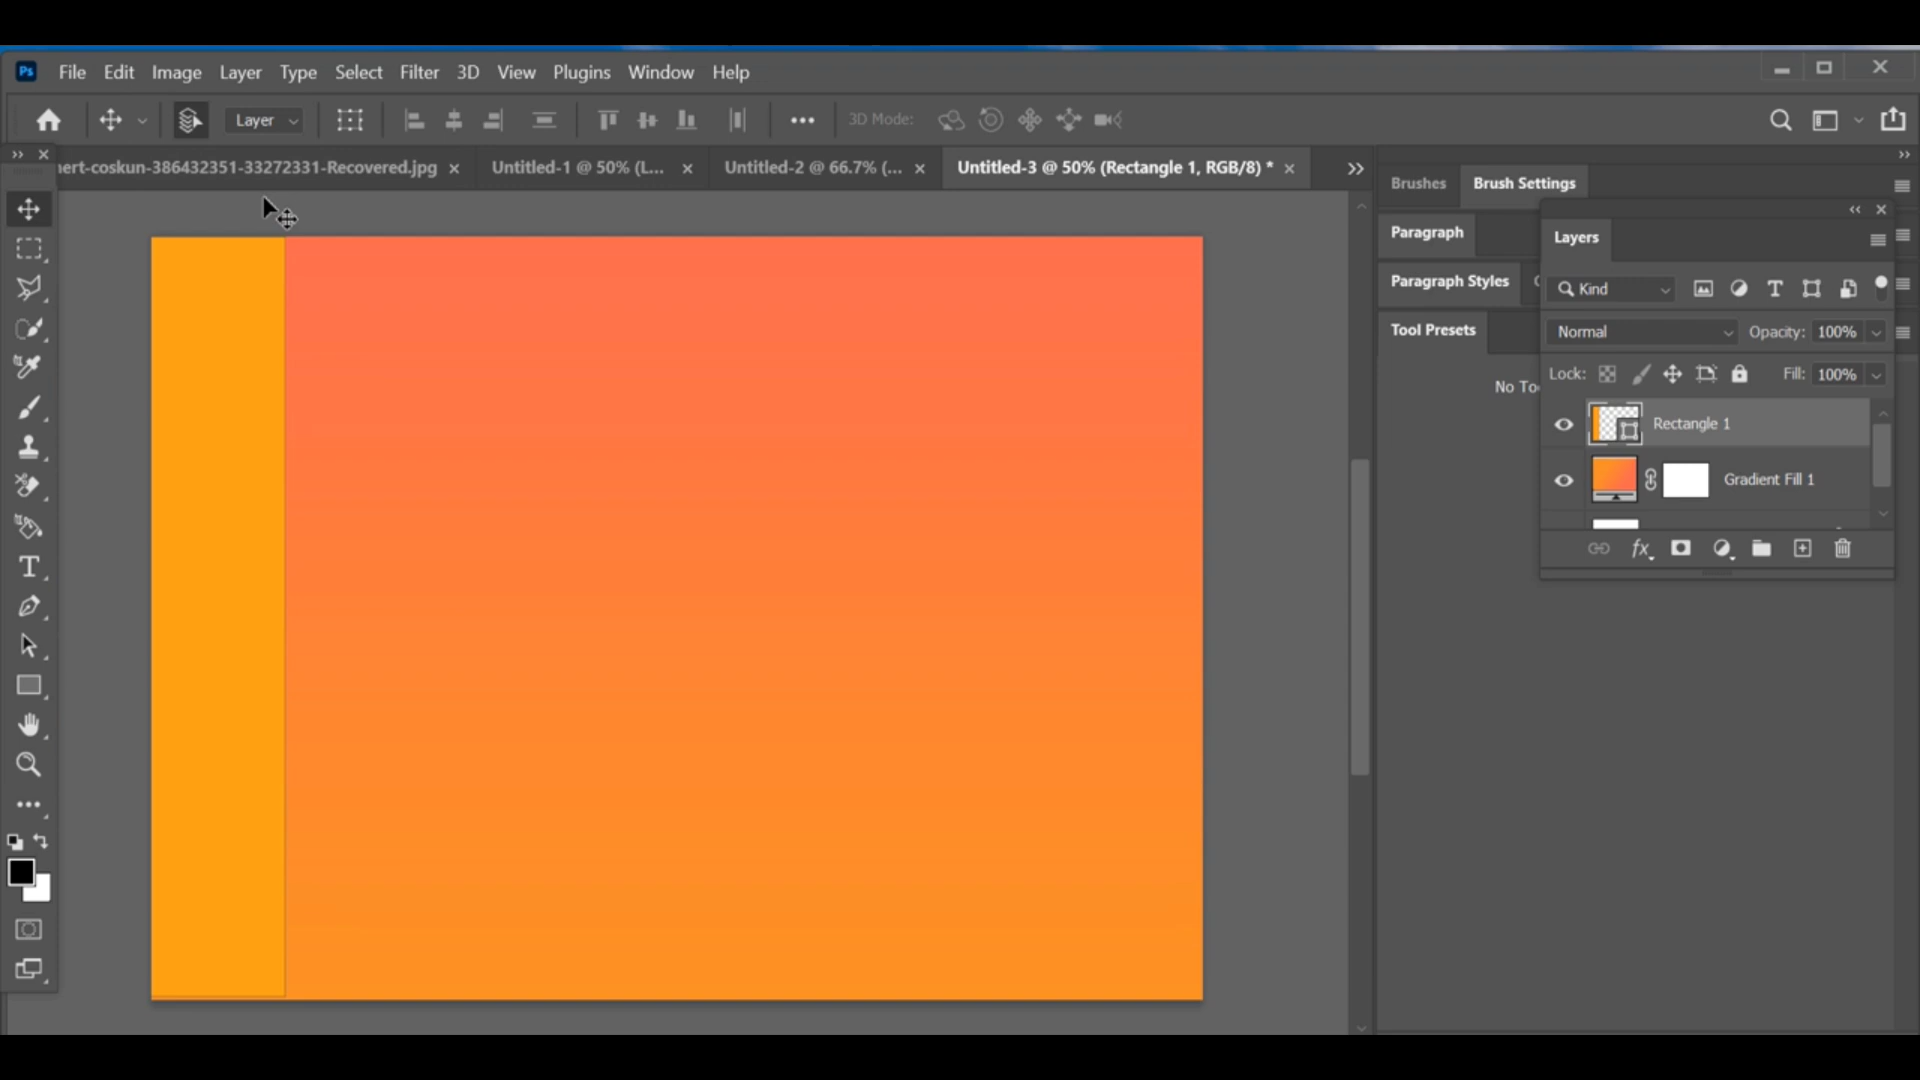 Ps File Edit Image Layer Type Select Filter 3D View Plugins Window Help
Layer 3D Mode:
nert-coskun-386432351-33272331-Recovered.jpg Untitled-1 @ 50% (L... Untitled-2 @ 66.7% (... Untitled-3 @ 50% (Rectangle 1, RGB/8) *
Brushes Brush Settings
Paragraph
Layers
Paragraph Styles
Kind
Tool Presets
Normal Opacity: 100%
Lock: Fill: 100%
No To
Rectangle 1
Gradient Fill 1